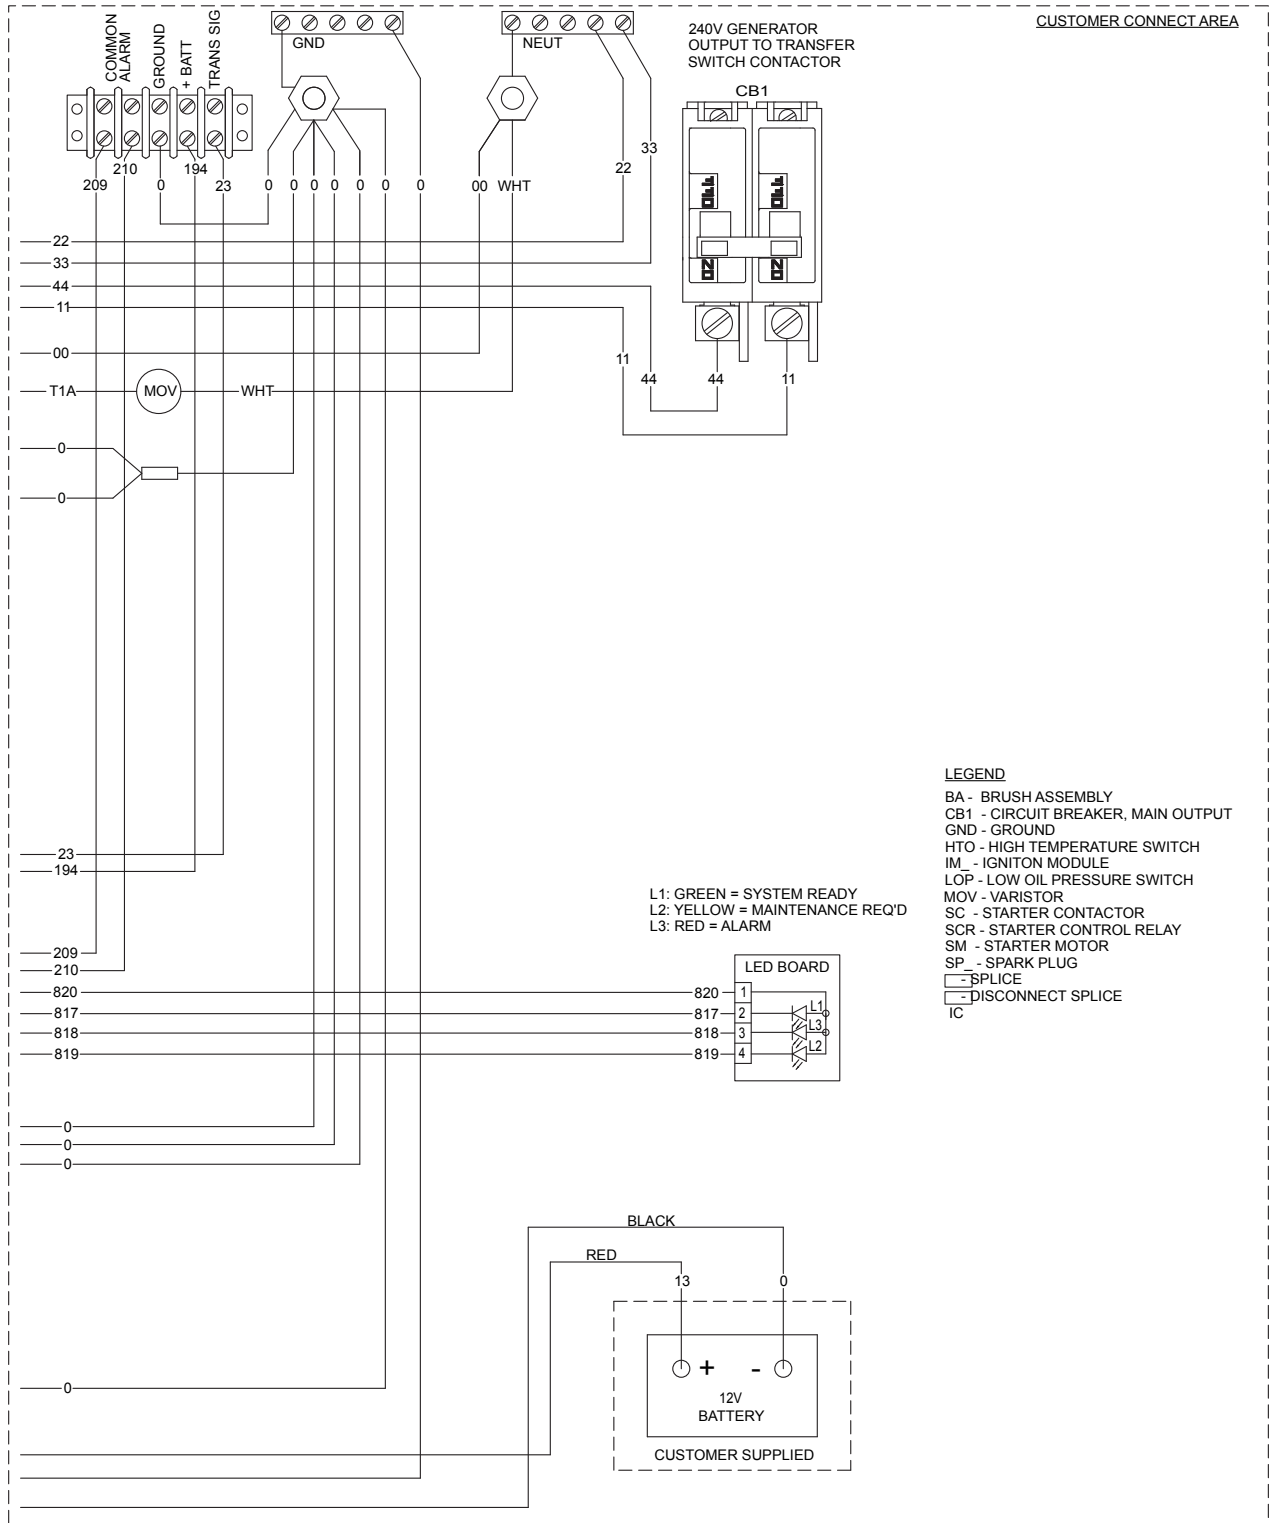 CUSTOMER CONNECT AREA
COMMON
ALARM
GROUND
+ BATT
TRANS SIG
GND
NEUT
240V GENERATOR
OUTPUT TO TRANSFER
SWITCH CONTACTOR
CB1
OFF
OFF
ON
ON
209
210
0
194
23
0
0
0
0
0
0
0
00
WHT
22
33
22
33
44
11
00
11
44
44
11
T1A
MOV
WHT
0
0
23
194
209
210
820
817
818
819
L1: GREEN = SYSTEM READY
L2: YELLOW = MAINTENANCE REQ'D
L3: RED = ALARM
LED BOARD
820
1
817
2
L1
818
3
L3
819
4
L2
LEGEND
BA - BRUSH ASSEMBLY
CB1 - CIRCUIT BREAKER, MAIN OUTPUT
GND - GROUND
HTO - HIGH TEMPERATURE SWITCH
IM_ - IGNITON MODULE
LOP - LOW OIL PRESSURE SWITCH
MOV - VARISTOR
SC - STARTER CONTACTOR
SCR - STARTER CONTROL RELAY
SM - STARTER MOTOR
SP_ - SPARK PLUG
- SPLICE
- DISCONNECT SPLICE
IC
0
0
0
BLACK
RED
13
0
+
-
12V
BATTERY
CUSTOMER SUPPLIED
0